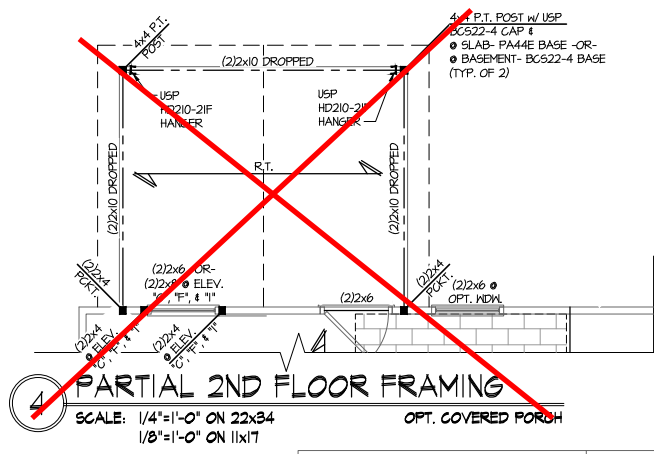 4x4 P.T.
POST
4x4 P.T. POST W/ USP
BCS22-4 CAP &
@ SLAB- PA44E BASE -OR-
@ BASEMENT- BCS22-4 BASE
(TYP. OF 2)
(2)2x10 DROPPED
USP
HD210-2IF
HANGER
USP
HD210-2IF
HANGER
R.T.
(2)2x10 DROPPED
(2)2x10 DROPPED
(2)2x4
PCKT.
(2)2x6 -OR-
(2)2x8 @ ELEV.
"C", "F", & "I"
(2)2x6
(2)2x4
PCKT.
(2)2x6 @
OPT. WDW.
(2)2x4
@ ELEV.
"C", "F", & "I"
(2)2x4
@ ELEV.
"C", "F", & "I"
4
PARTIAL 2ND FLOOR FRAMING
SCALE: 1/4"=1'-0" ON 22x34
1/8"=1'-0" ON 11x17
OPT. COVERED PORCH